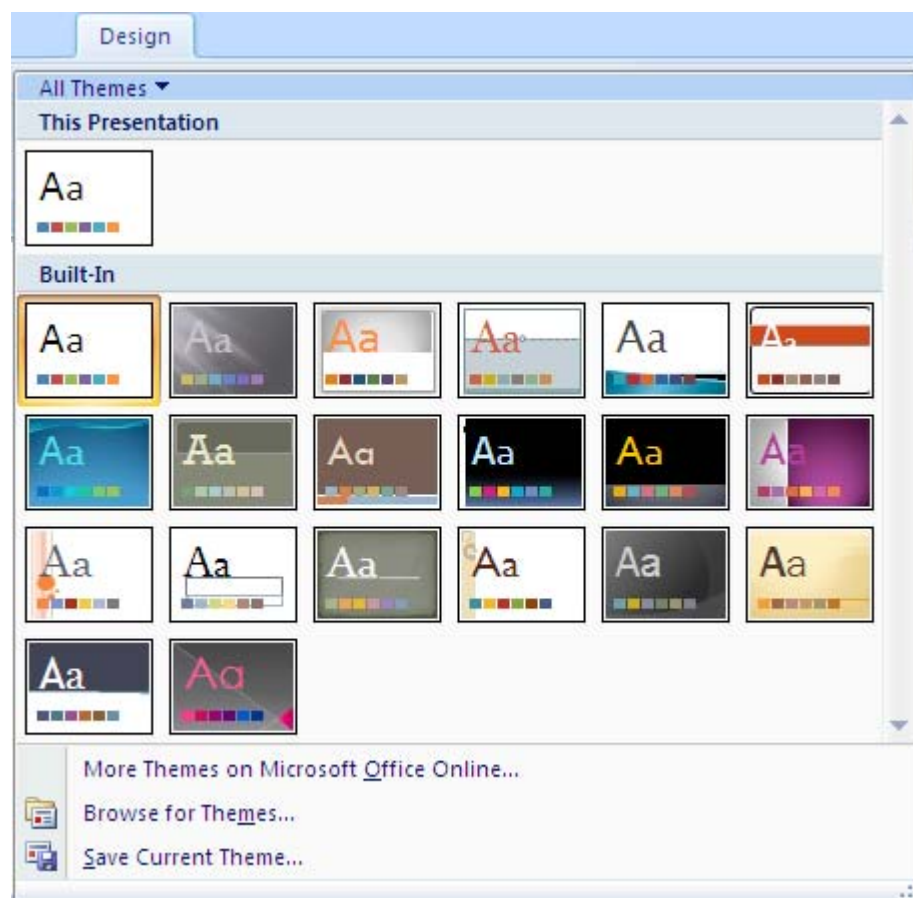 Design
All Themes
This Presentation
Aa
Built-In
Aa Aa Aa Aa Aa Aa
Aa Aa Aa Aa Aa Aa
Aa Aa Aa Aa Aa Aa
Aa Aa
More Themes on Microsoft Office Online...
Browse for Themes...
Save Current Theme...